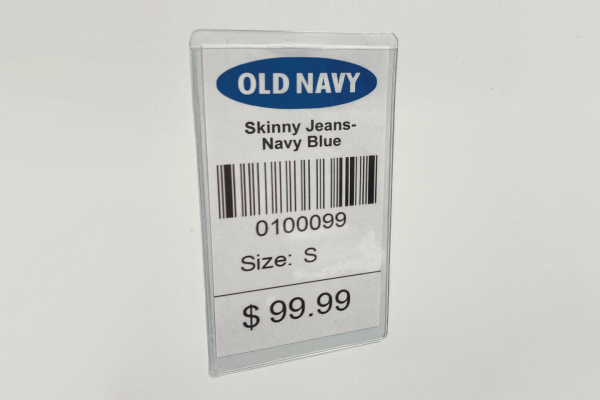 OLD NAVY
Skinny Jeans-
Navy Blue
0100099
Size: S
$ 99.99